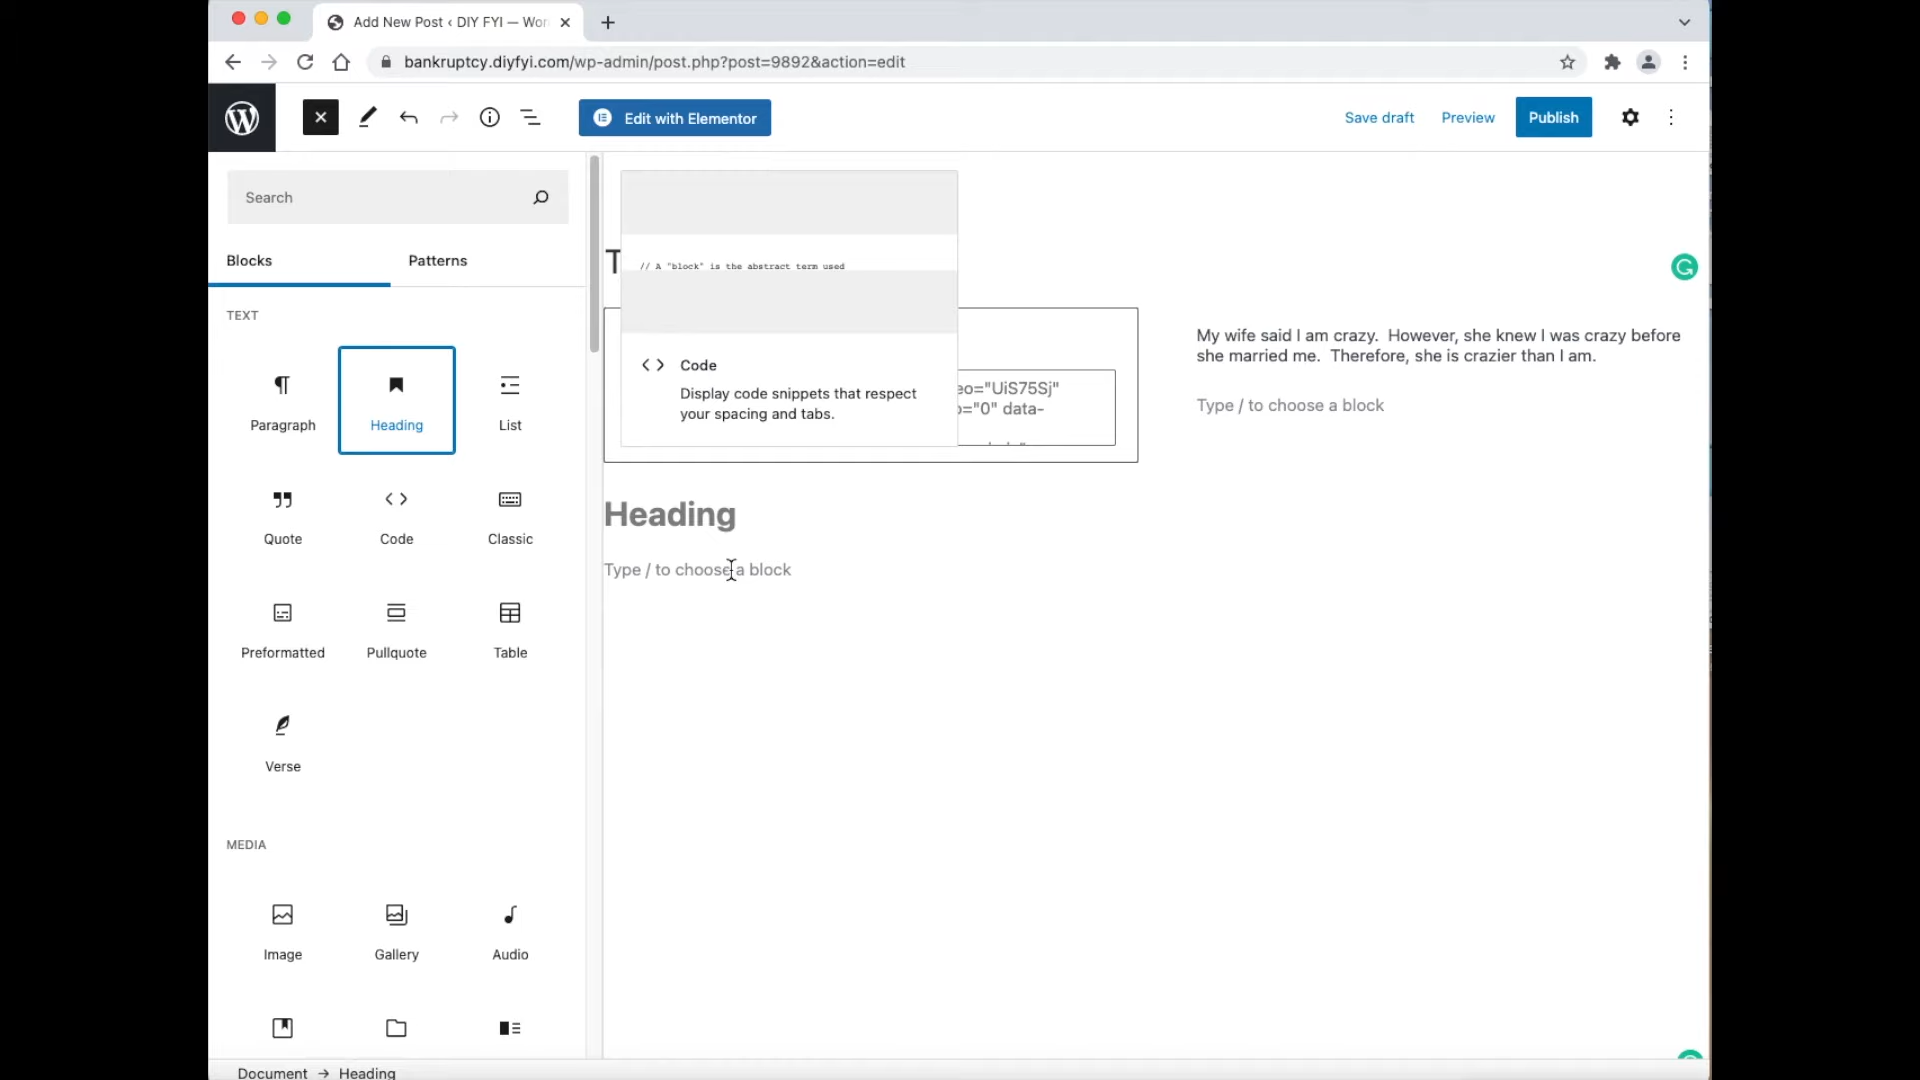 Add New Post ‹ DIY FYI — Wor
bankruptcy.diyfyi.com/wp-admin/post.php?post=9892&action=edit
Edit with Elementor
Save draft
Preview
Publish
Search
Blocks
Patterns
TEXT
Paragraph
Heading
List
Quote
Code
Classic
Preformatted
Pullquote
Table
Verse
MEDIA
Image
Gallery
Audio
T
// A "block" is the abstract term used
Code
Display code snippets that respect
your spacing and tabs.
eo="UiS75Sj"
="0" data-
My wife said I am crazy.  However, she knew I was crazy before
she married me.  Therefore, she is crazier than I am.
Type / to choose a block
Heading
Type / to choose a block
Document → Heading